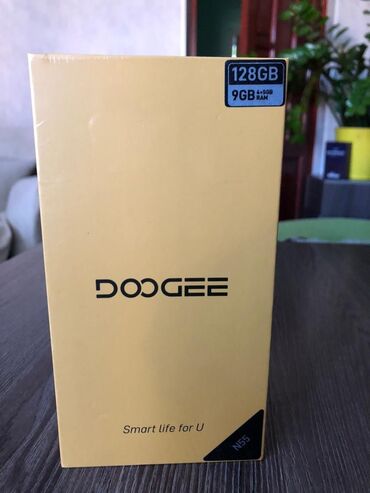 128GB
9GB 4+5GB RAM
DOOGEE
Smart life for U
N55